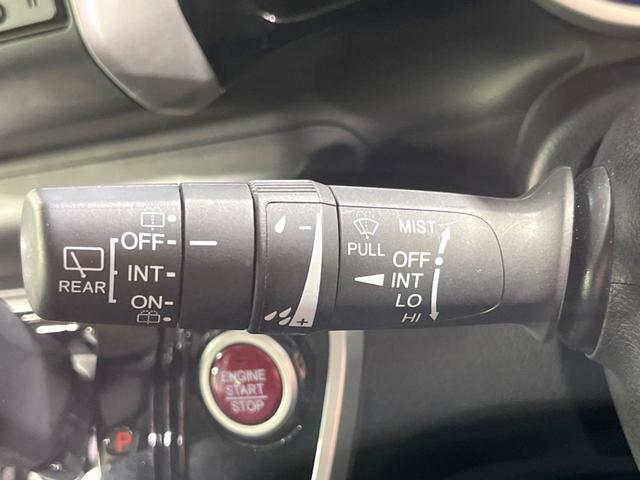 OFF
INT
ON
REAR
-
+
PULL
MIST
OFF
INT
LO
HI
ENGINE
START
STOP
P